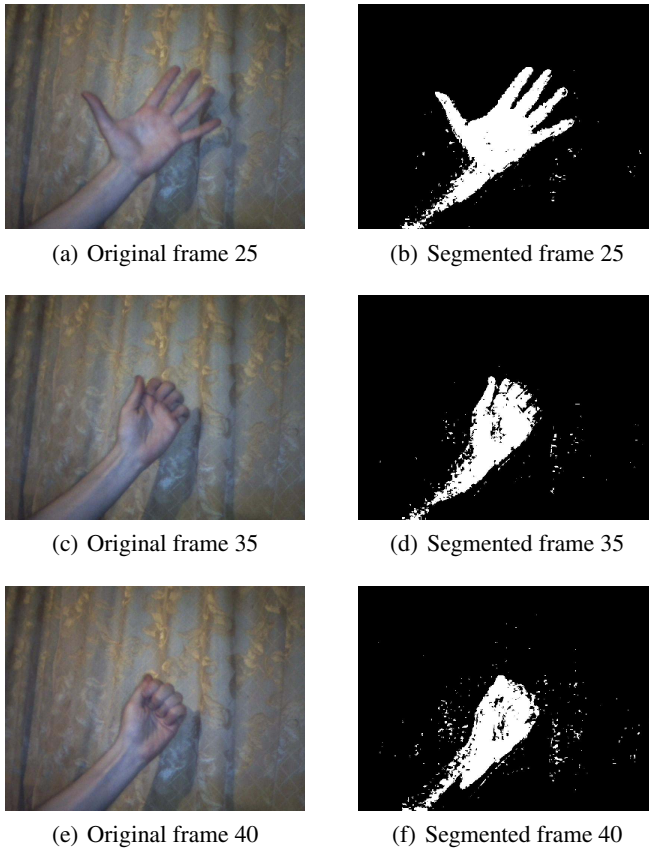 (a) Original frame 25
(b) Segmented frame 25
(c) Original frame 35
(d) Segmented frame 35
(e) Original frame 40
(f) Segmented frame 40